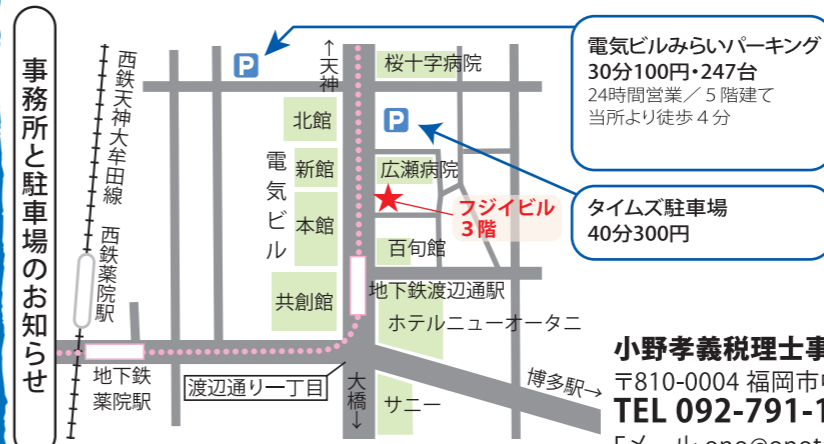 事務所と駐車場のお知らせ
西鉄天神大牟田線
西鉄薬院駅
P
↑天神
桜十字病院
電気ビルみらいパーキング
30分100円・247台
24時間営業／５階建て
当所より徒歩４分
北館
P
電気ビル
新館
広瀬病院
本館
フジイビル
３階
タイムズ駐車場
40分300円
百旬館
共創館
地下鉄渡辺通駅
ホテルニューオータニ
地下鉄
薬院駅
渡辺通り一丁目
大橋↓
サニー
博多駅→
小野孝義税理士事
〒810-0004 福岡市
TEL 092-791-1